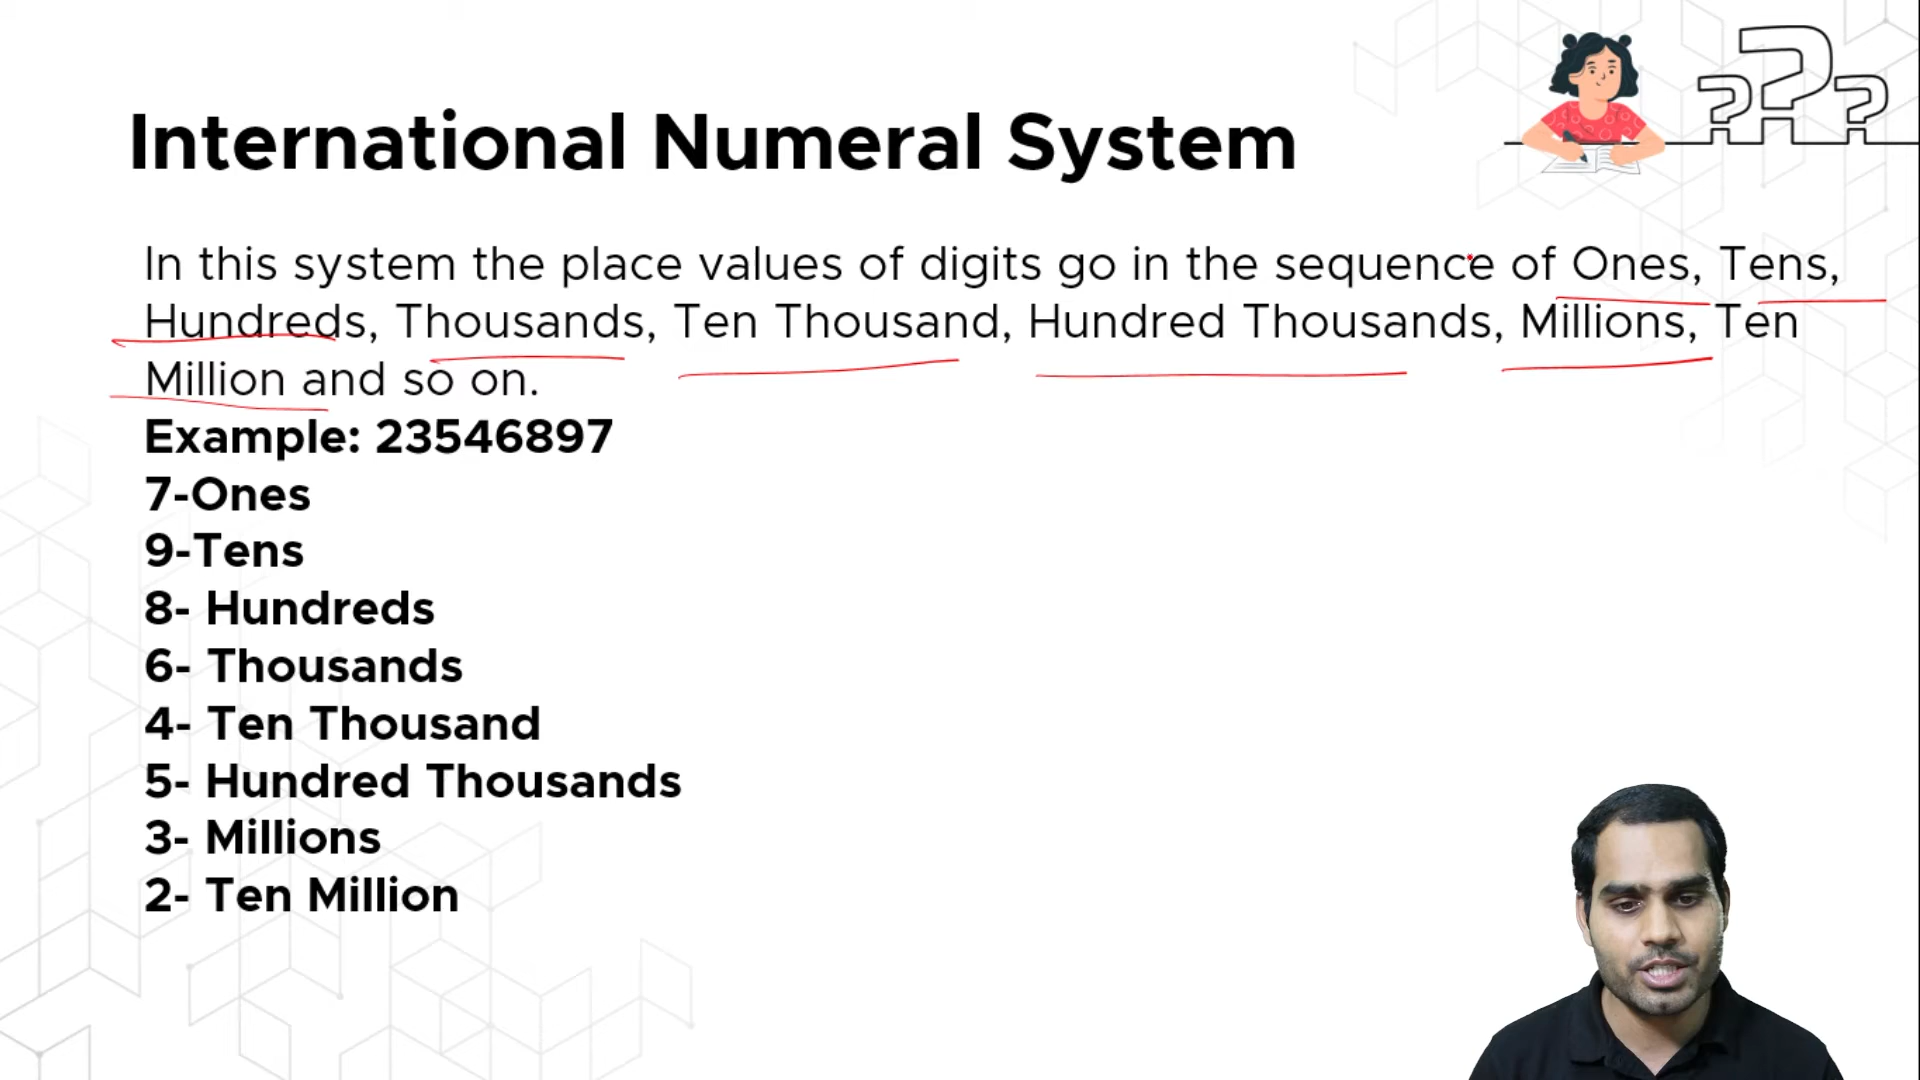 International Numeral System
In this system the place values of digits go in the sequence of Ones, Tens,
Hundreds, Thousands, Ten Thousand, Hundred Thousands, Millions, Ten
Million and so on.
Example: 23546897
7-Ones
9-Tens
8- Hundreds
6- Thousands
4- Ten Thousand
5- Hundred Thousands
3- Millions
2- Ten Million
???